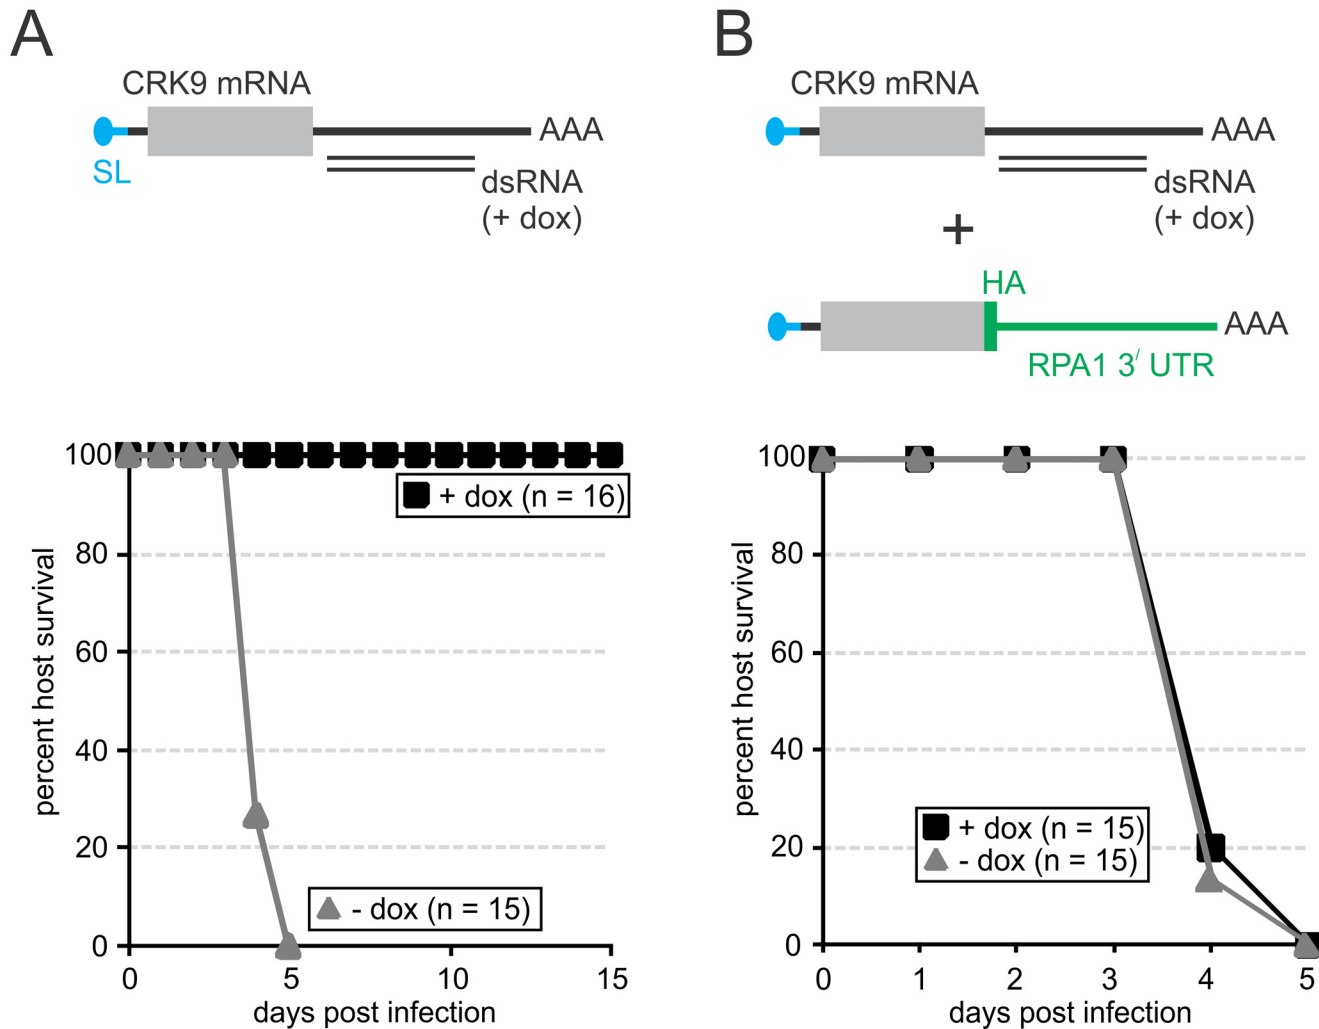 A
CRK9 mRNA
AAA
SL
dsRNA
(+ dox)
100
80
60
40
20
0
percent host survival
+ dox (n = 16)
- dox (n = 15)
0 5 10 15
days post infection
B
CRK9 mRNA
AAA
dsRNA
(+ dox)
+
HA
AAA
RPA1 3/ UTR
100
80
60
40
20
0
percent host survival
+ dox (n = 15)
- dox (n = 15)
0 1 2 3 4 5
days post infection